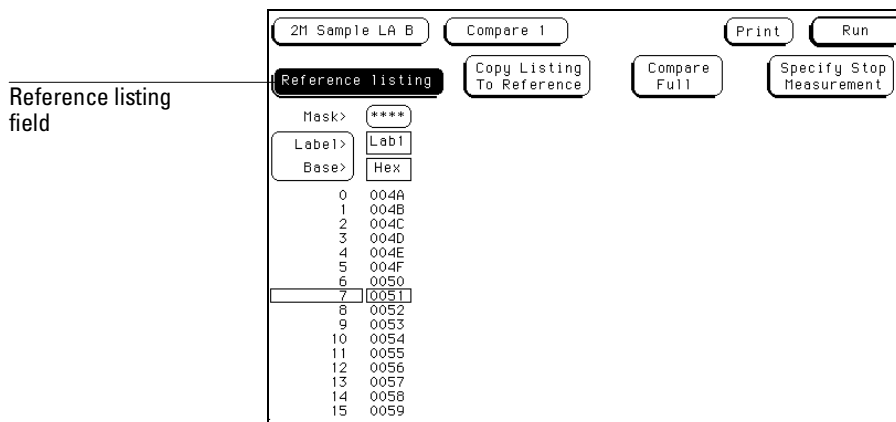 2M Sample LA B Compare 1 Print Run
Reference listing Copy Listing To Reference Compare Full Specify Stop Measurement
Reference listing
field
Mask> ****
Label> Lab1
Base> Hex
0 004A
1 004B
2 004C
3 004D
4 004E
5 004F
6 0050
7 0051
8 0052
9 0053
10 0054
11 0055
12 0056
13 0057
14 0058
15 0059